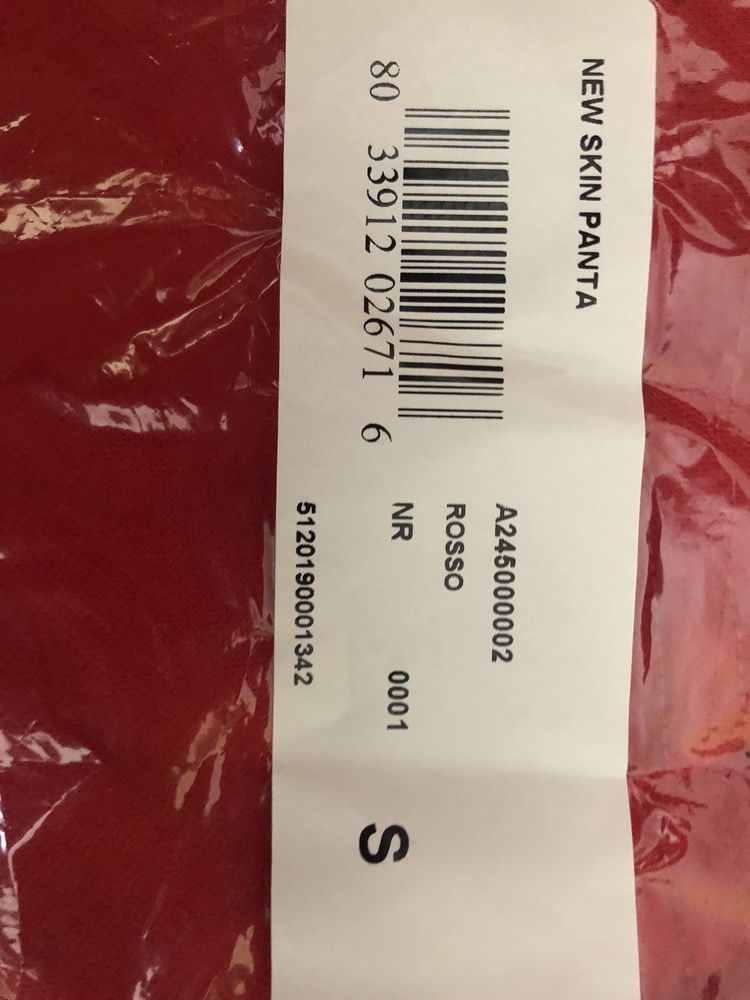 NEW SKIN PANTA
80 33912 02671 6
A245000002
ROSSO
NR 0001 S
5120190001342